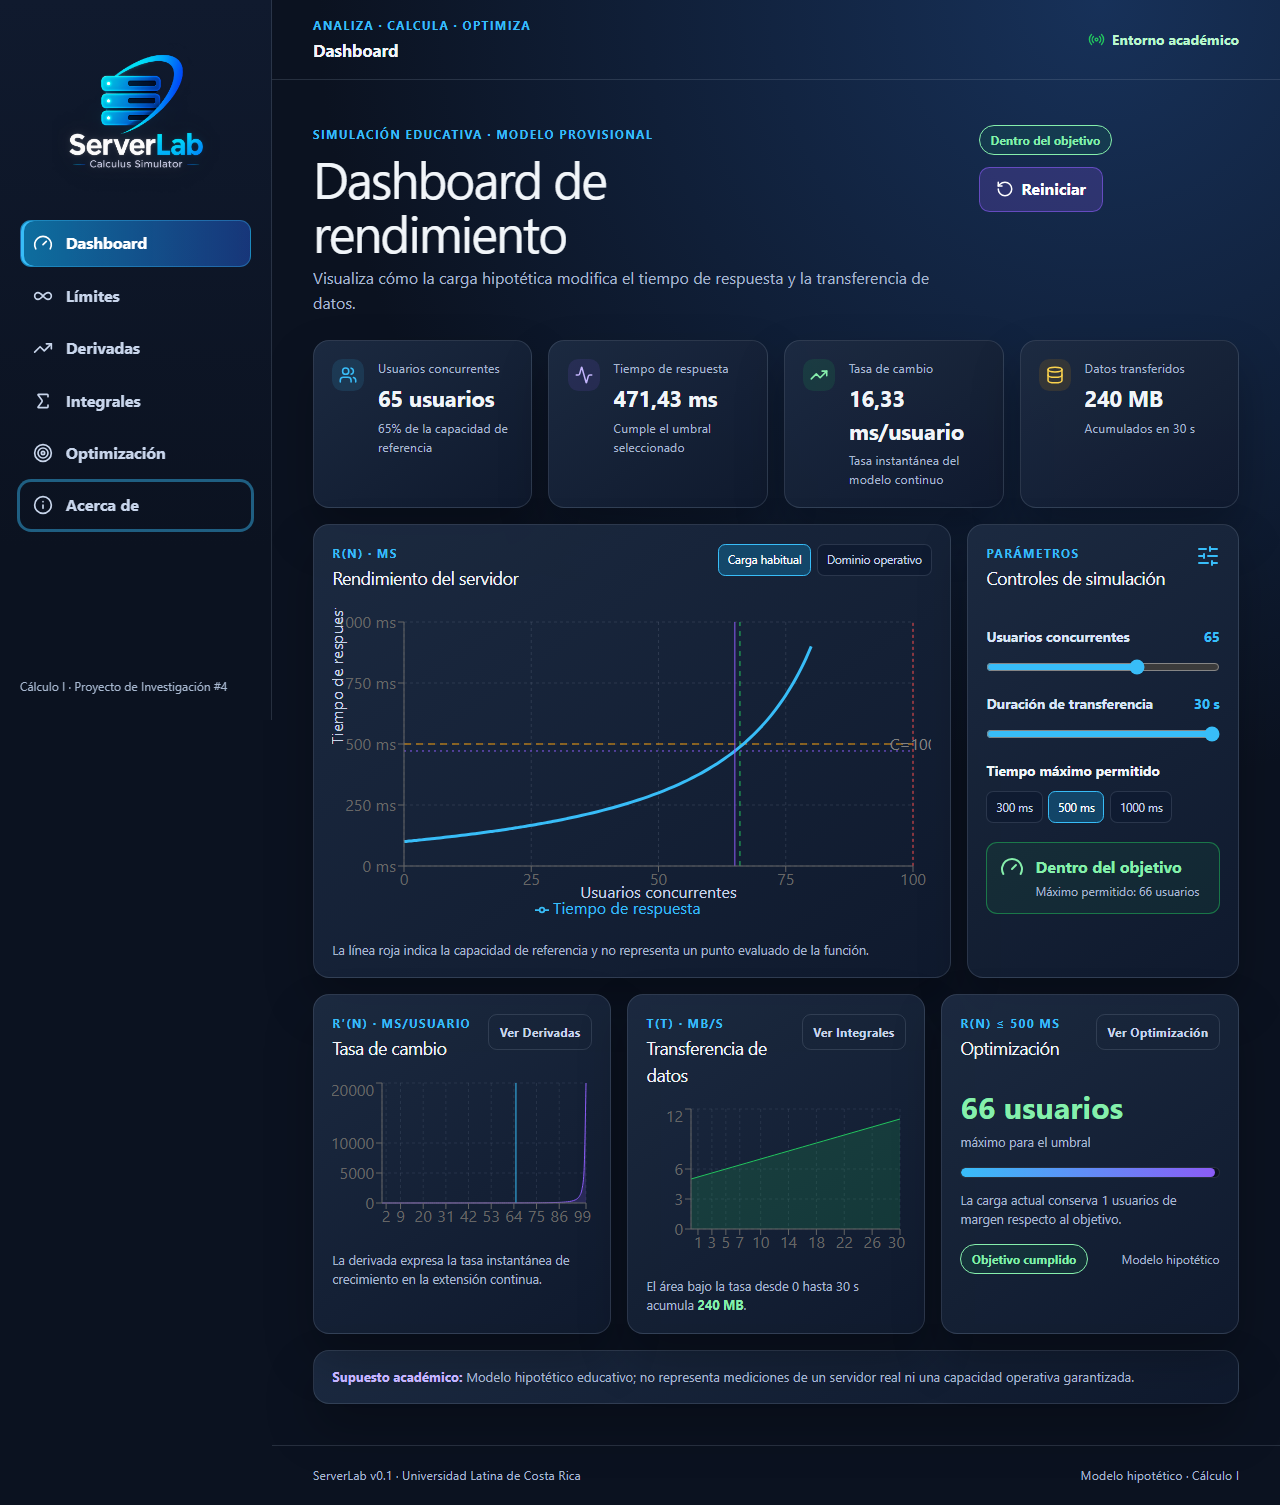 ServerLab
Calculus Simulator
Dashboard
Límites
Derivadas
Integrales
Optimización
Acerca de
Cálculo I · Proyecto de Investigación #4
ANALIZA · CALCULA · OPTIMIZA
Dashboard
Entorno académico
SIMULACIÓN EDUCATIVA · MODELO PROVISIONAL
Dashboard de
rendimiento
Visualiza cómo la carga hipotética modifica el tiempo de respuesta y la transferencia de
datos.
Dentro del objetivo
Reiniciar
Usuarios concurrentes
65 usuarios
65% de la capacidad de
referencia
Tiempo de respuesta
471,43 ms
Cumple el umbral
seleccionado
Tasa de cambio
16,33
ms/usuario
Tasa instantánea del
modelo continuo
Datos transferidos
240 MB
Acumulados en 30 s
R(N) · MS
Rendimiento del servidor
Carga habitual
Dominio operativo
Tiempo de respues
000 ms
750 ms
500 ms
250 ms
0 ms
C=100
0 25 50 75 100
Usuarios concurrentes
Tiempo de respuesta
La línea roja indica la capacidad de referencia y no representa un punto evaluado de la función.
PARÁMETROS
Controles de simulación
Usuarios concurrentes 65
Duración de transferencia 30 s
Tiempo máximo permitido
300 ms 500 ms 1000 ms
Dentro del objetivo
Máximo permitido: 66 usuarios
R'(N) · MS/USUARIO
Tasa de cambio
Ver Derivadas
20000
10000
5000
0
2 9 20 31 42 53 64 75 86 99
La derivada expresa la tasa instantánea de
crecimiento en la extensión continua.
T(T) · MB/S
Transferencia de
datos
Ver Integrales
12
6
3
0
1 3 5 7 10 14 18 22 26 30
El área bajo la tasa desde 0 hasta 30 s
acumula 240 MB.
R(N) ≤ 500 MS
Optimización
Ver Optimización
66 usuarios
máximo para el umbral
La carga actual conserva 1 usuarios de
margen respecto al objetivo.
Objetivo cumplido
Modelo hipotético
Supuesto académico: Modelo hipotético educativo; no representa mediciones de un servidor real ni una capacidad operativa garantizada.
ServerLab v0.1 · Universidad Latina de Costa Rica
Modelo hipotético · Cálculo I